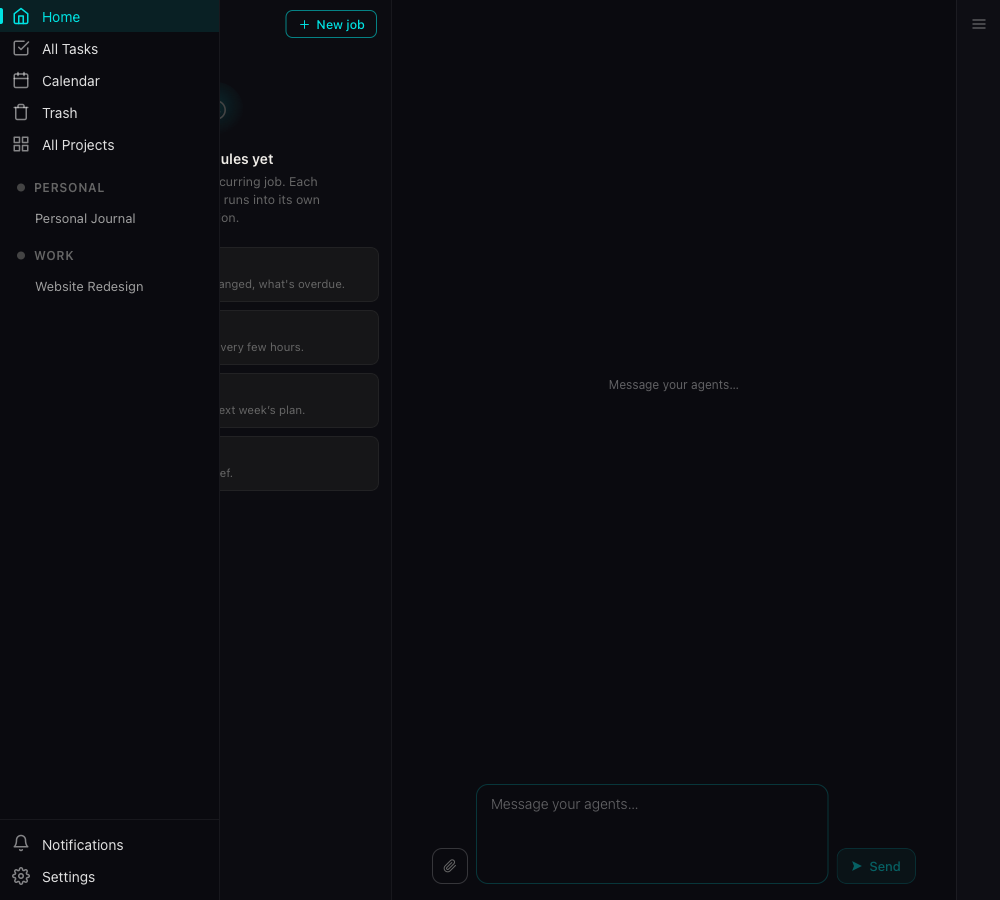 Home
All Tasks
Calendar
Trash
All Projects
PERSONAL
Personal Journal
WORK
Website Redesign
Notifications
Settings
+ New job
ules yet
curring job. Each
runs into its own
on.
anged, what's overdue.
very few hours.
ext week's plan.
ef.
Message your agents...
Message your agents...
Send